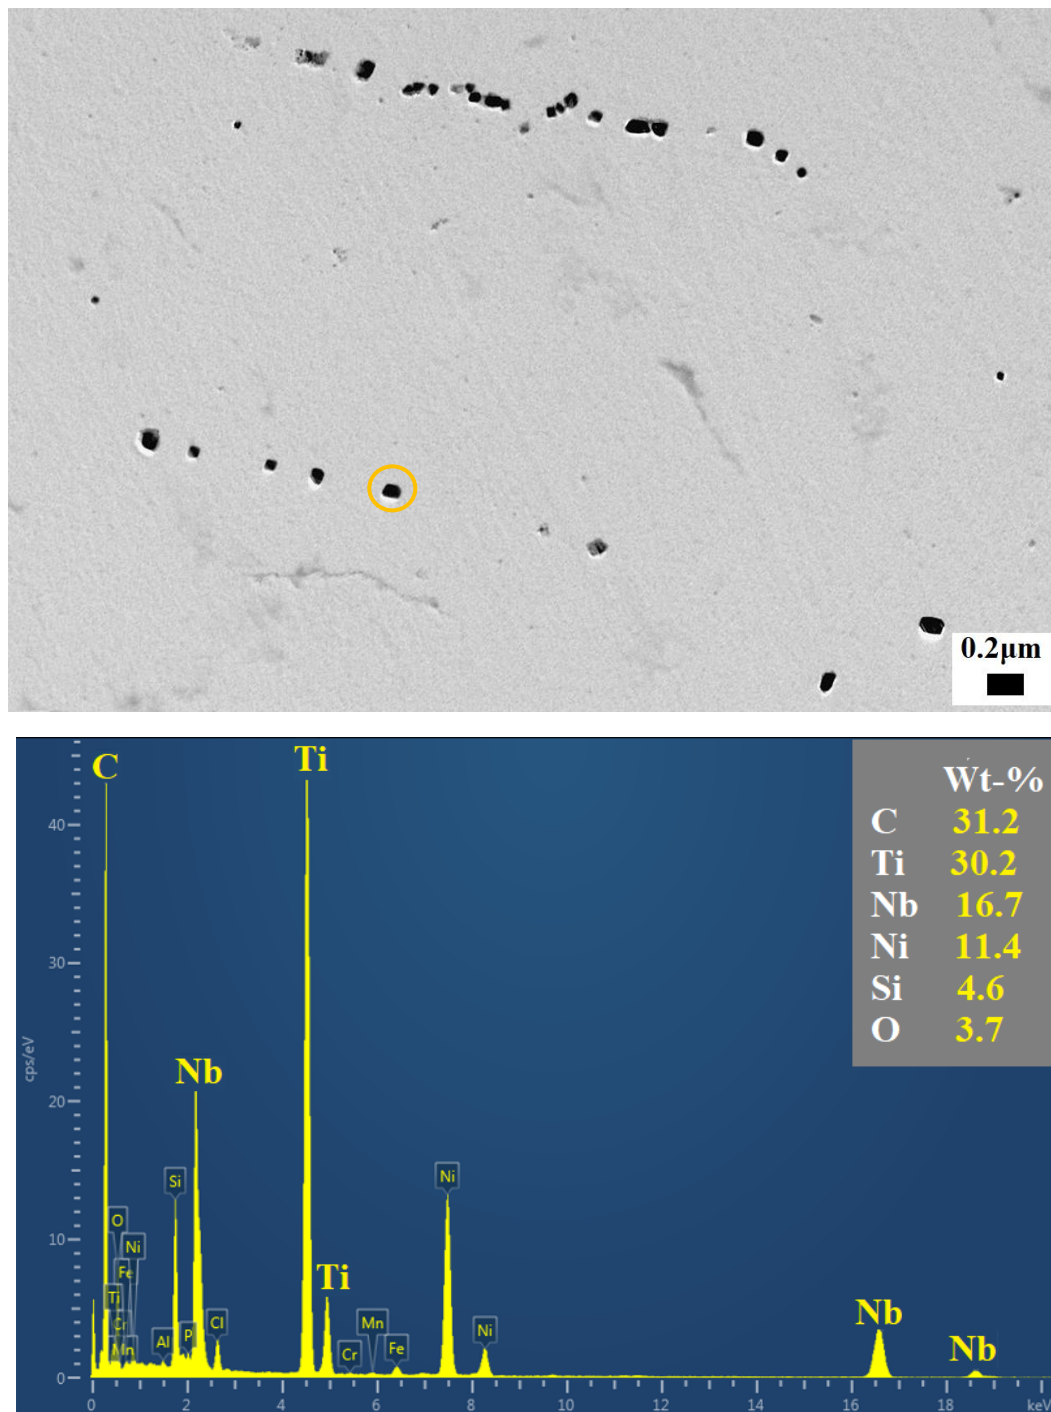 0.2μm
C
Ti
Wt-%
C 31.2
Ti 30.2
Nb 16.7
Ni 11.4
Si 4.6
O 3.7
40
30
20
10
0
cps/eV
Nb
Si
O
Ni
Fe
Ti
Cr
Mn
Al
P
Cl
Ti
Cr
Mn
Fe
Ni
Ni
Nb
Nb
0 2 4 6 8 10 12 14 16 18 keV